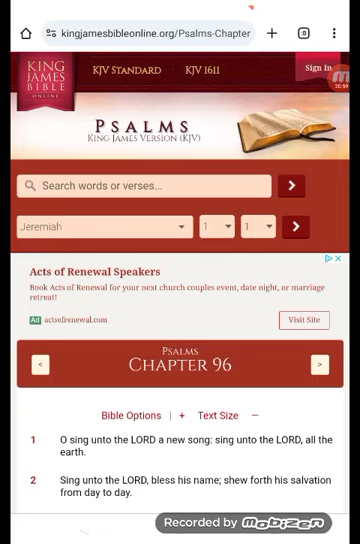 kingjamesbibleonline.org/Psalms-Chapter
KING
JAMES
BIBLE
ONLINE
KJV STANDARD
KJV 1611
Sign In
20:59
PSALMS
KING JAMES VERSION (KJV)
Search words or verses...
Jeremiah
1
1
Acts of Renewal Speakers
Book Acts of Renewal for your next church couples event, date night, or marriage
retreat!
Ad actsofrenewal.com
Visit Site
PSALMS
CHAPTER 96
<
>
Bible Options | + Text Size −
1 O sing unto the LORD a new song: sing unto the LORD, all the
earth.
2 Sing unto the LORD, bless his name; shew forth his salvation
from day to day.
Recorded by mobizen